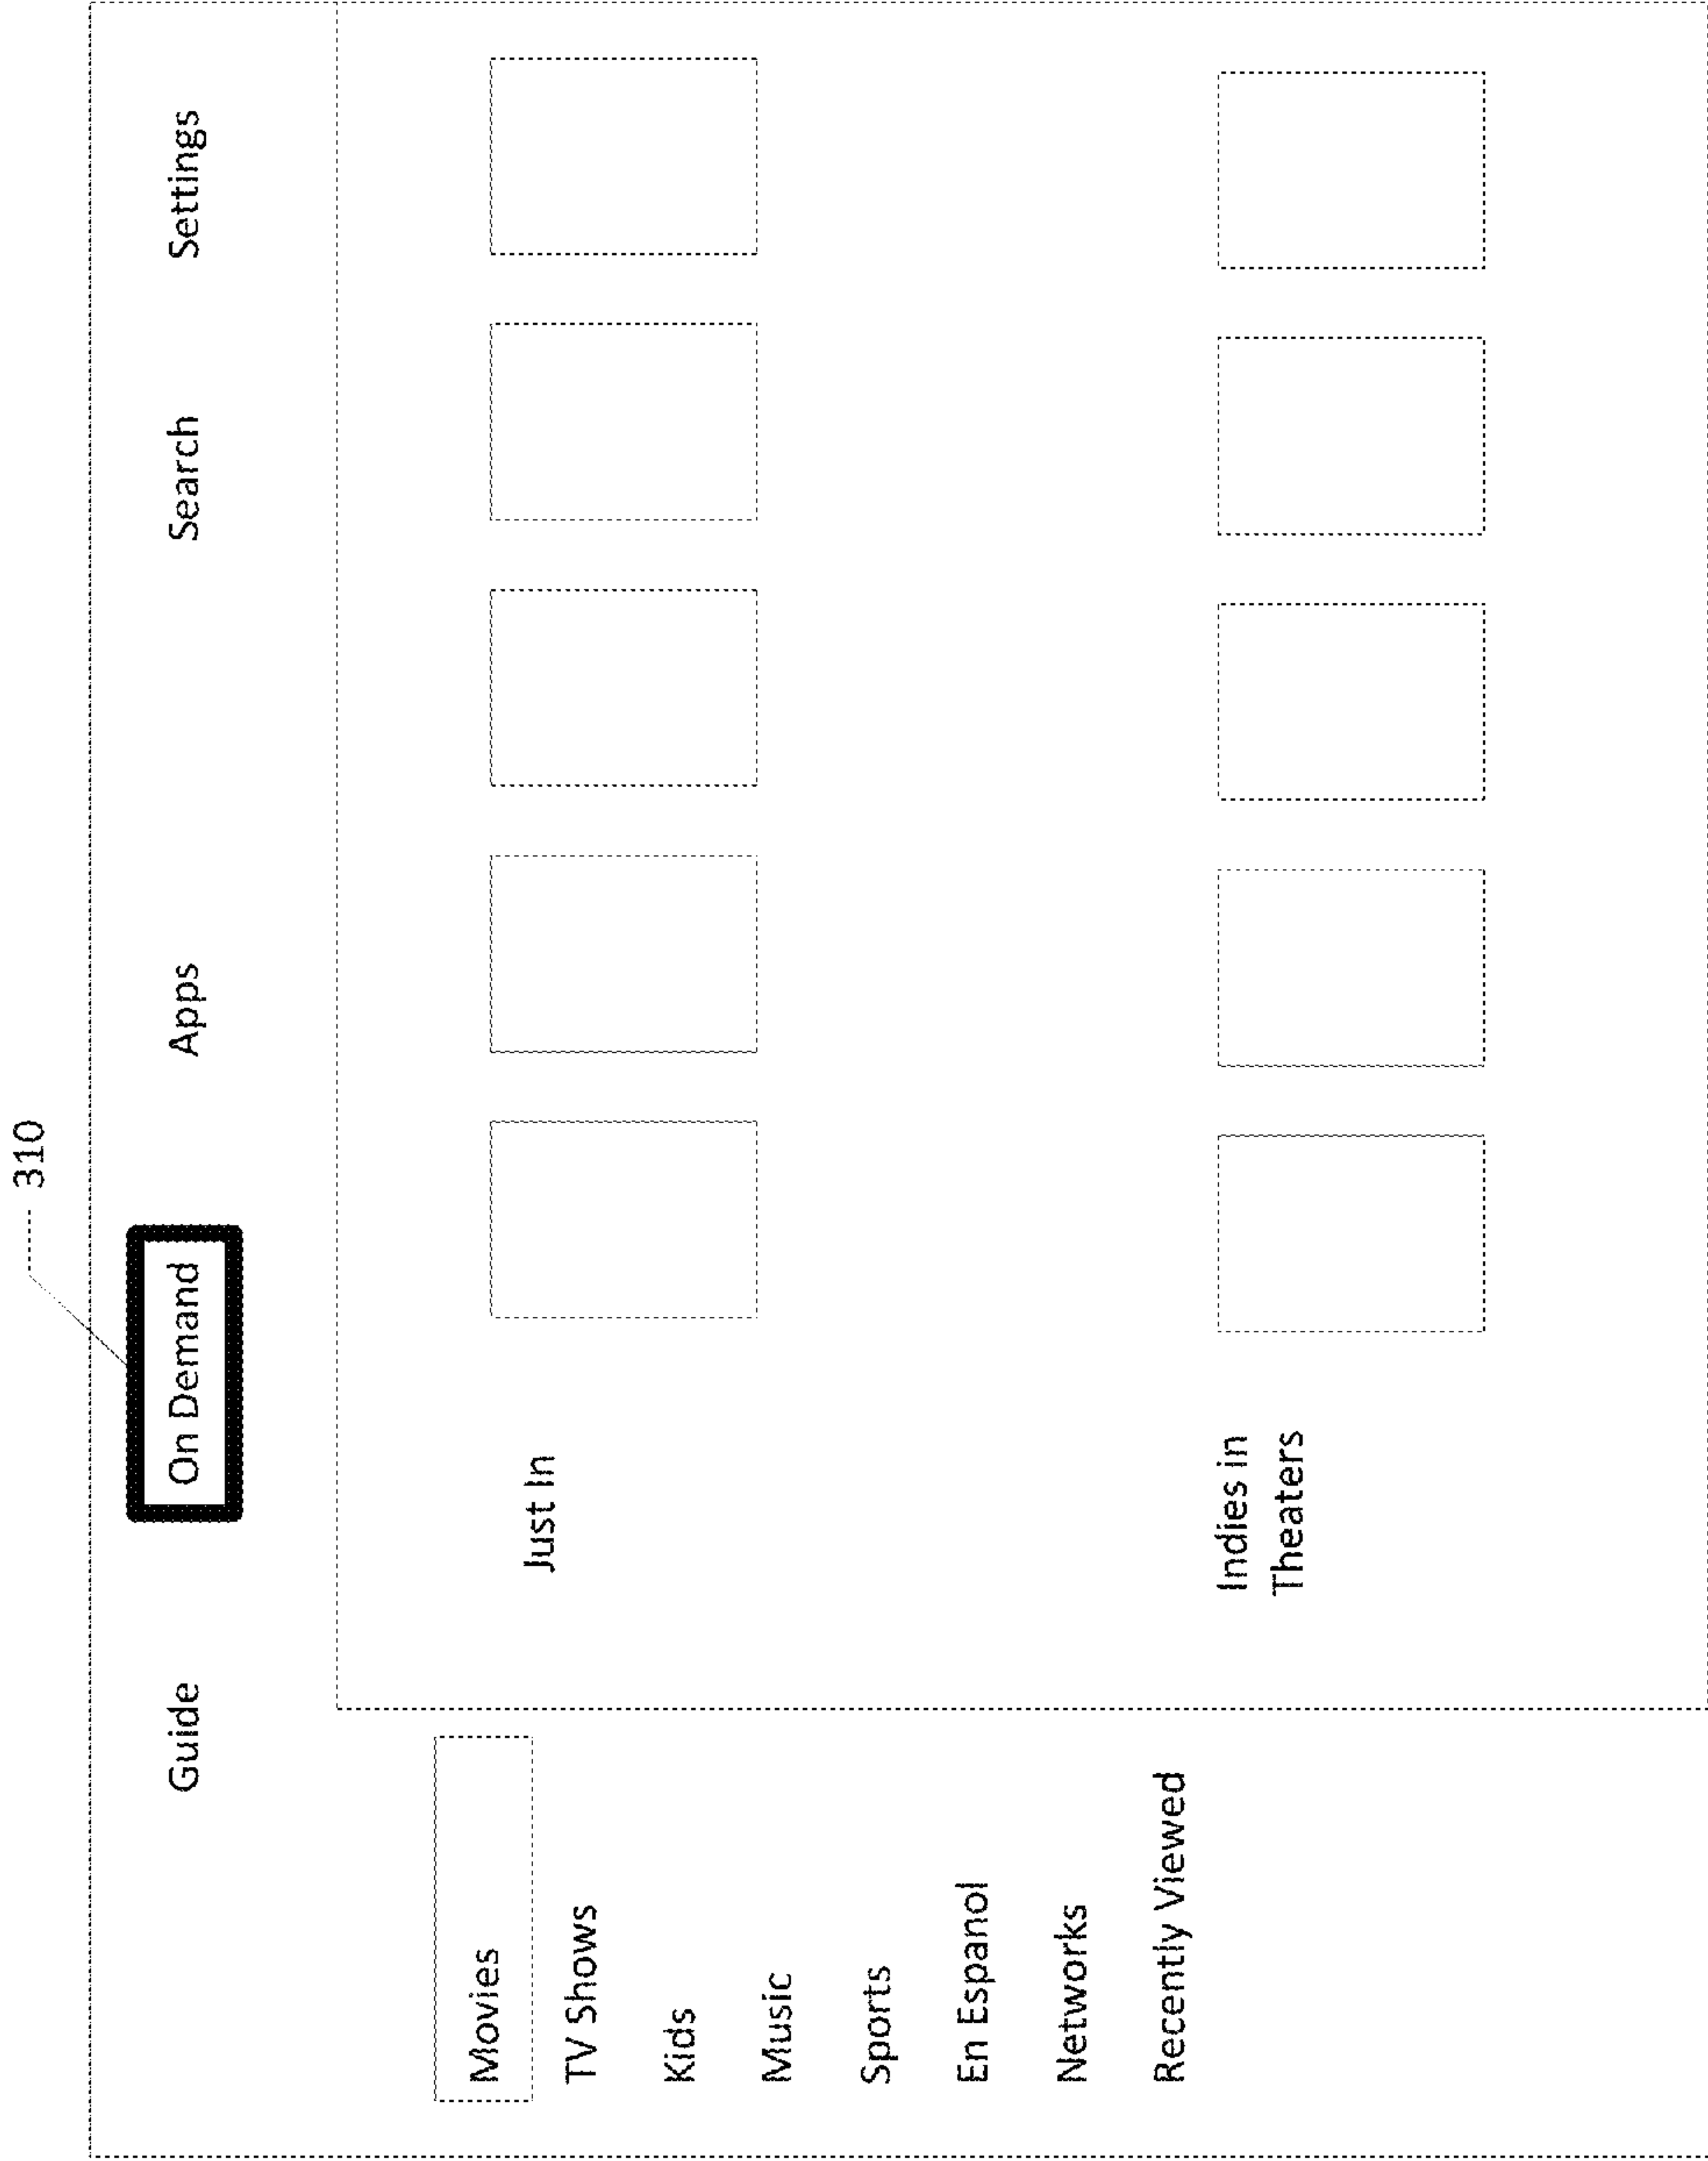 310
Guide
On Demand
Apps
Search
Settings
Movies
TV Shows
Kids
Music
Sports
En Espanol
Networks
Recently Viewed
Just In
Indies in
Theaters